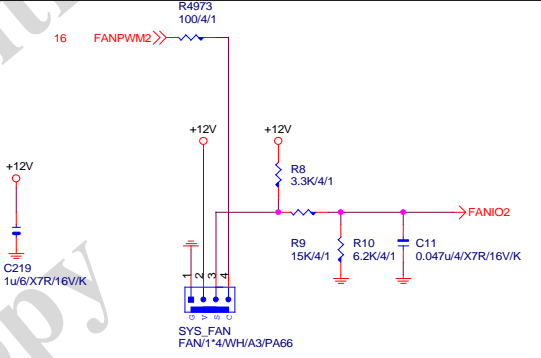 R4973
100/4/1
16 FANPWM2
+12V +12V
+12V
R8
3.3K/4/1
FANIO2
R9 R10 C11
15K/4/1 6.2K/4/1 0.047u/4/X7R/16V/K
C219
1u/6/X7R/16V/K
1 2 3 4
G V S C
SYS_FAN
FAN/1*4/WH/A3/PA66
opy